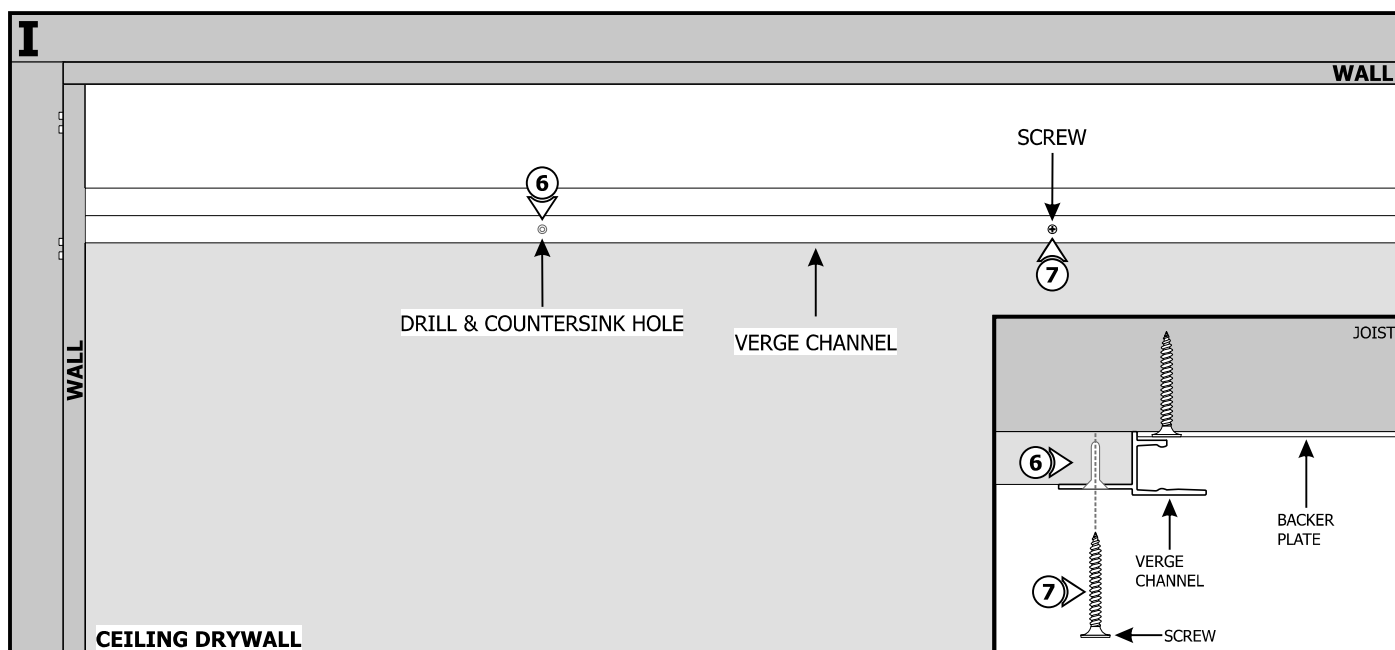 I
WALL
SCREW
6
7
DRILL & COUNTERSINK HOLE
VERGE CHANNEL
WALL
CEILING DRYWALL
JOIST
6
BACKER
PLATE
VERGE
CHANNEL
7
SCREW